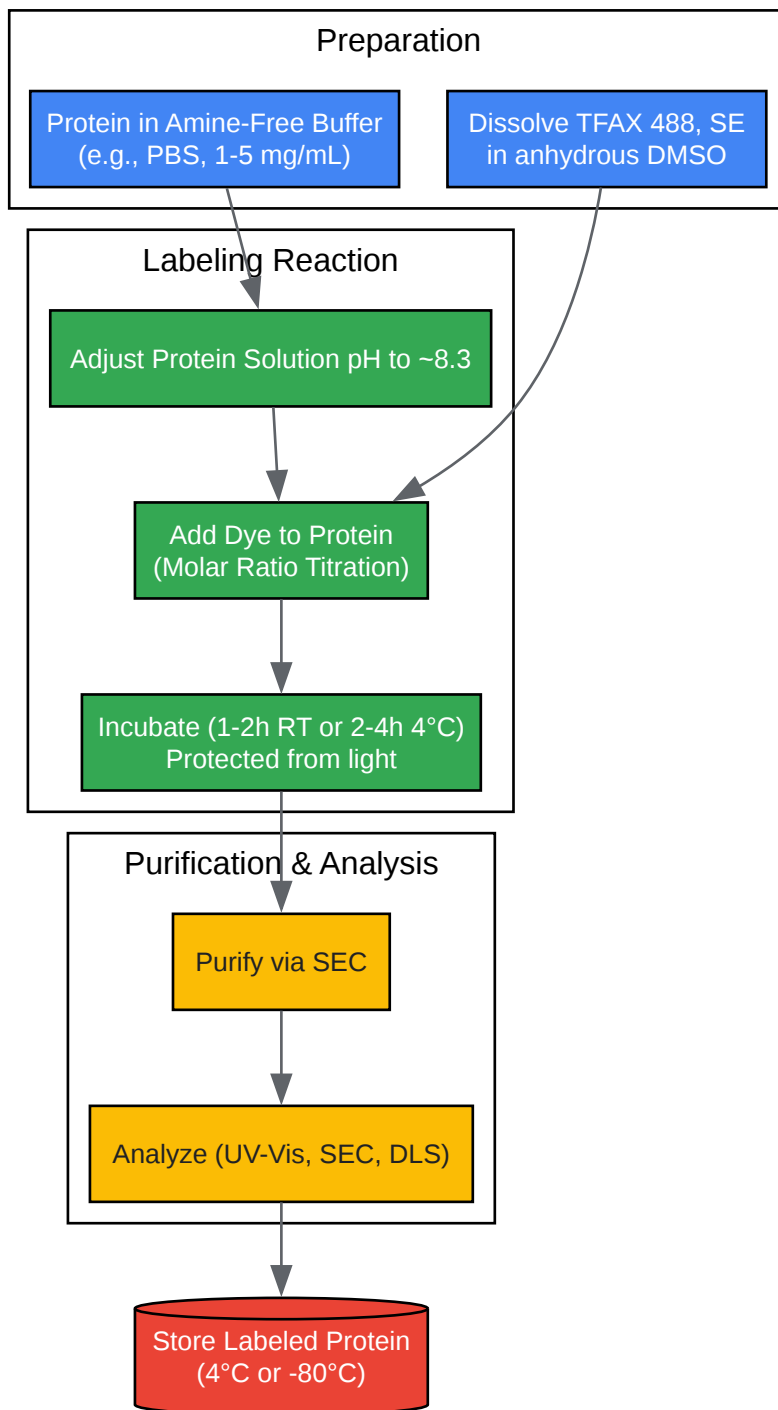 Preparation
Protein in Amine-Free Buffer
(e.g., PBS, 1-5 mg/mL)
Dissolve TFAX 488, SE
in anhydrous DMSO
Labeling Reaction
Adjust Protein Solution pH to ~8.3
Add Dye to Protein
(Molar Ratio Titration)
Incubate (1-2h RT or 2-4h 4°C)
Protected from light
Purification & Analysis
Purify via SEC
Analyze (UV-Vis, SEC, DLS)
Store Labeled Protein
(4°C or -80°C)